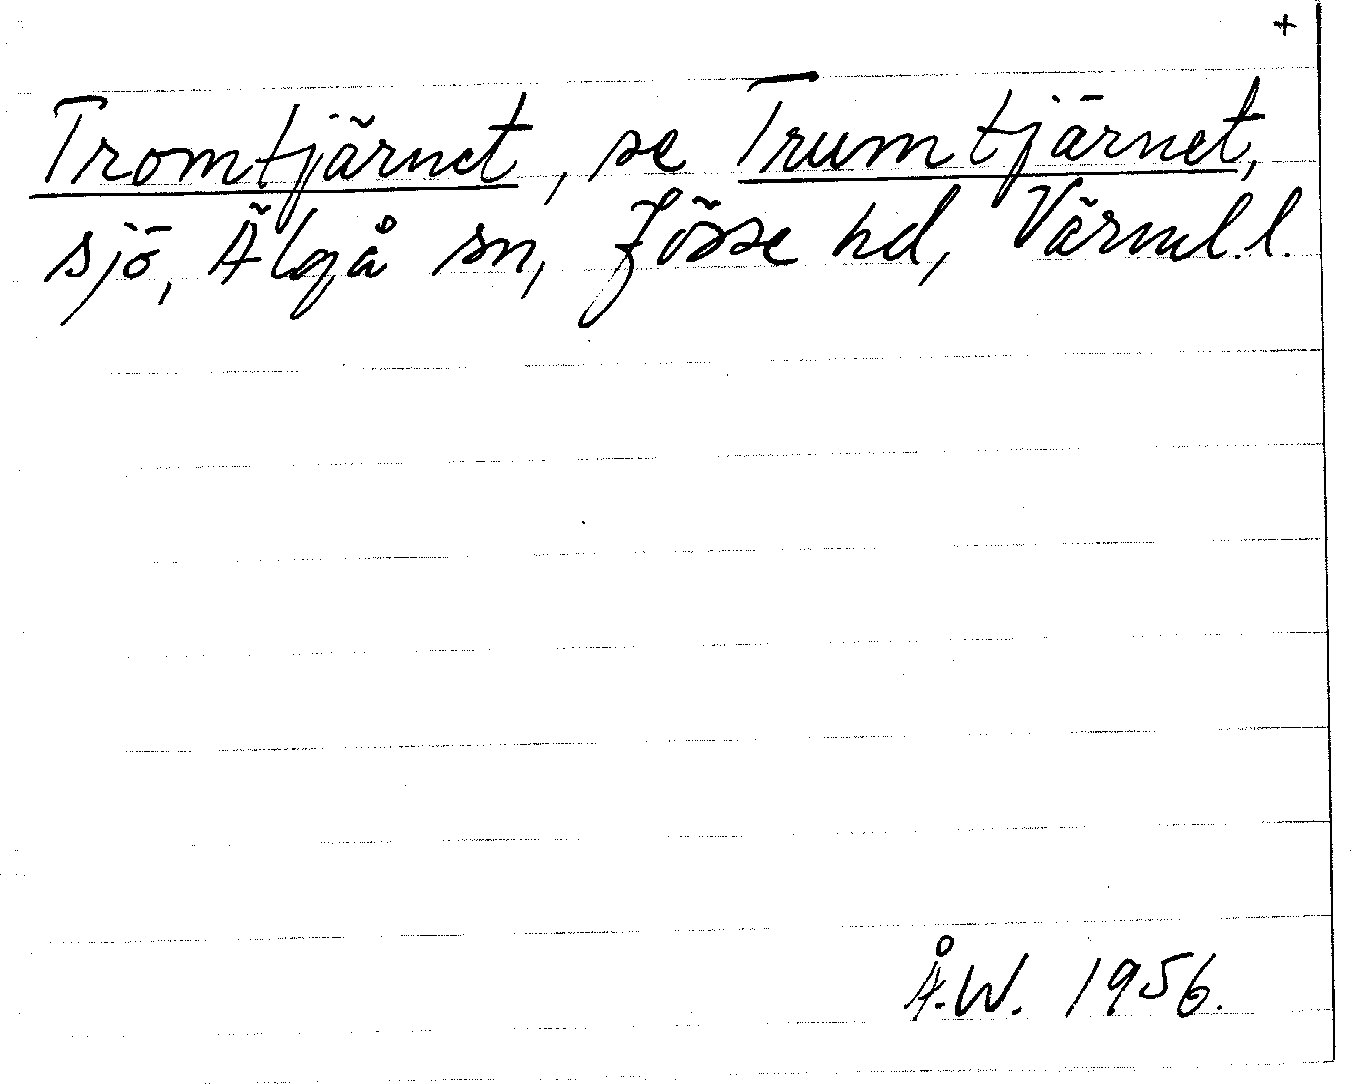 +
Tromtjärnet, se Trumtjärnet,
sjö, Älgå sn, Jösse hd, Värml. l.
Å.W. 1956.